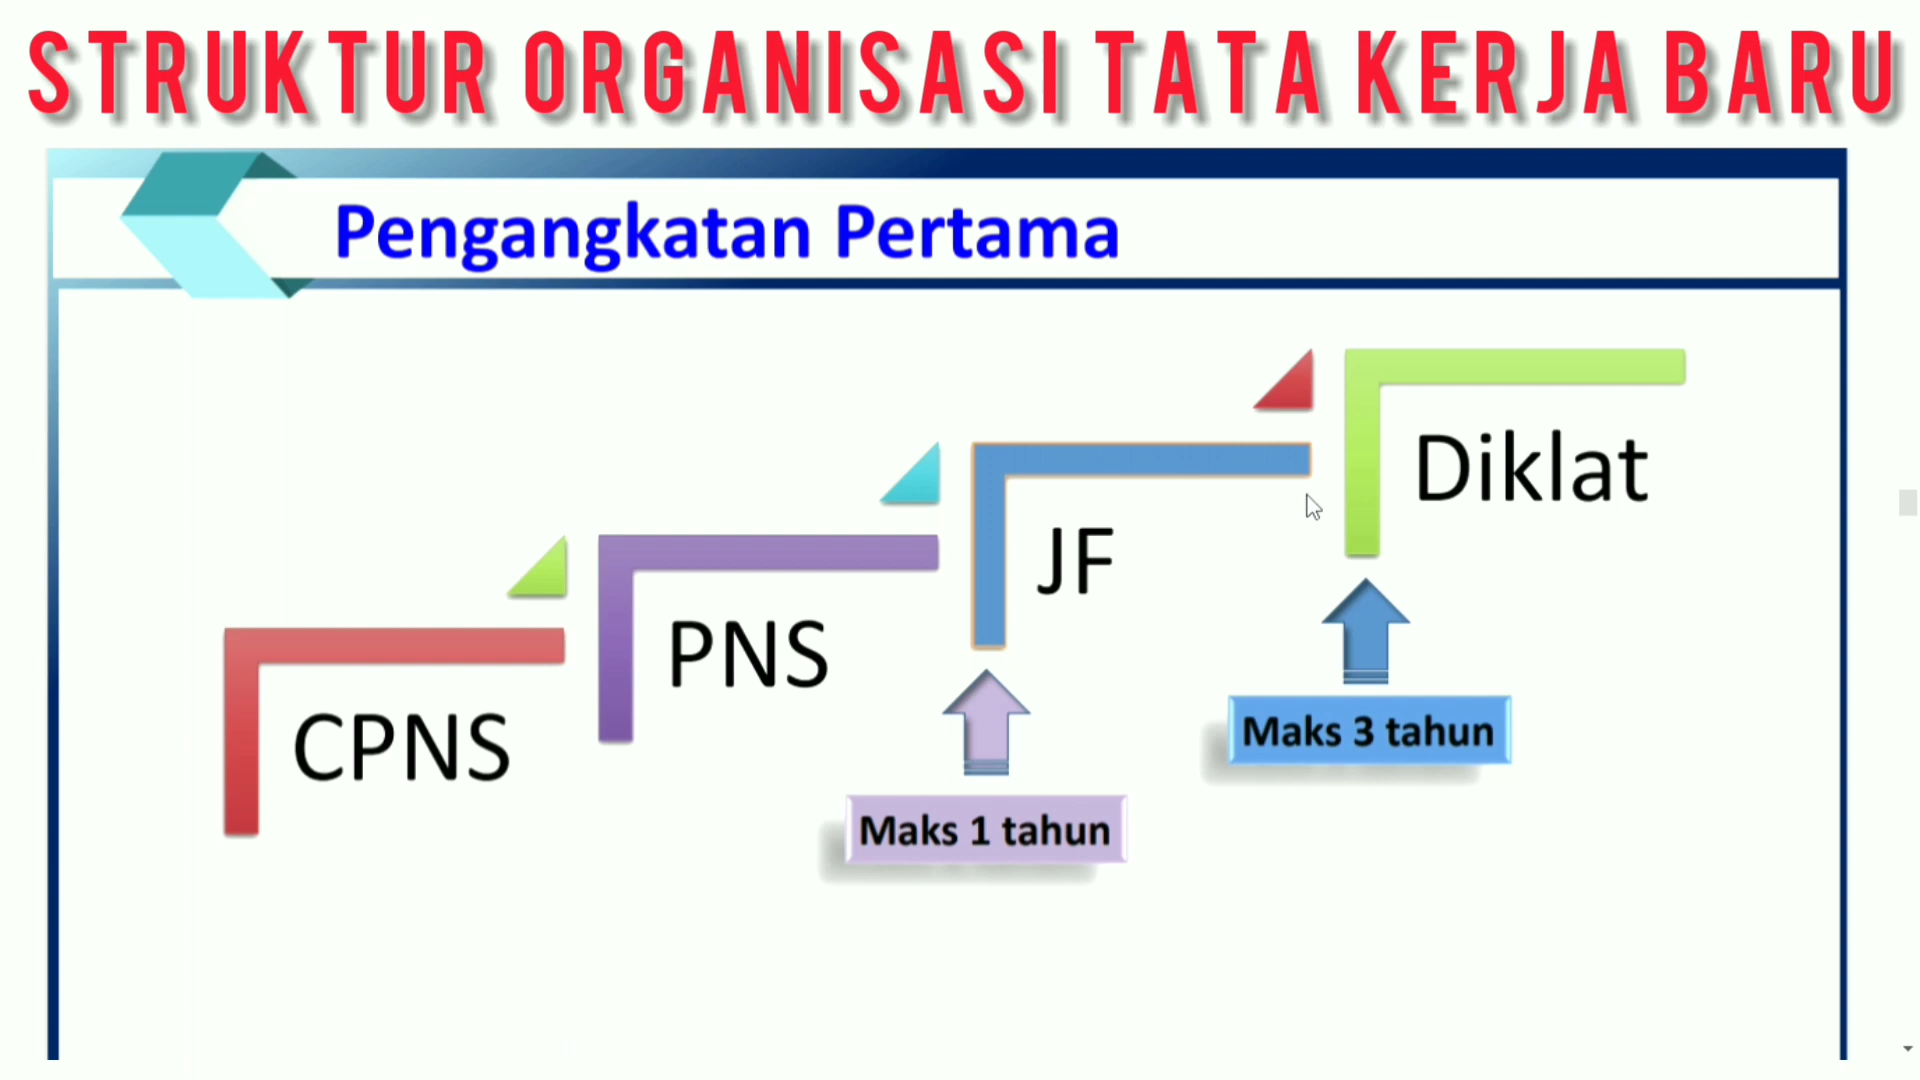 STRUKTUR ORGANISASI TATA KERJA BARU
Pengangkatan Pertama
CPNS
PNS
JF
Diklat
Maks 1 tahun
Maks 3 tahun